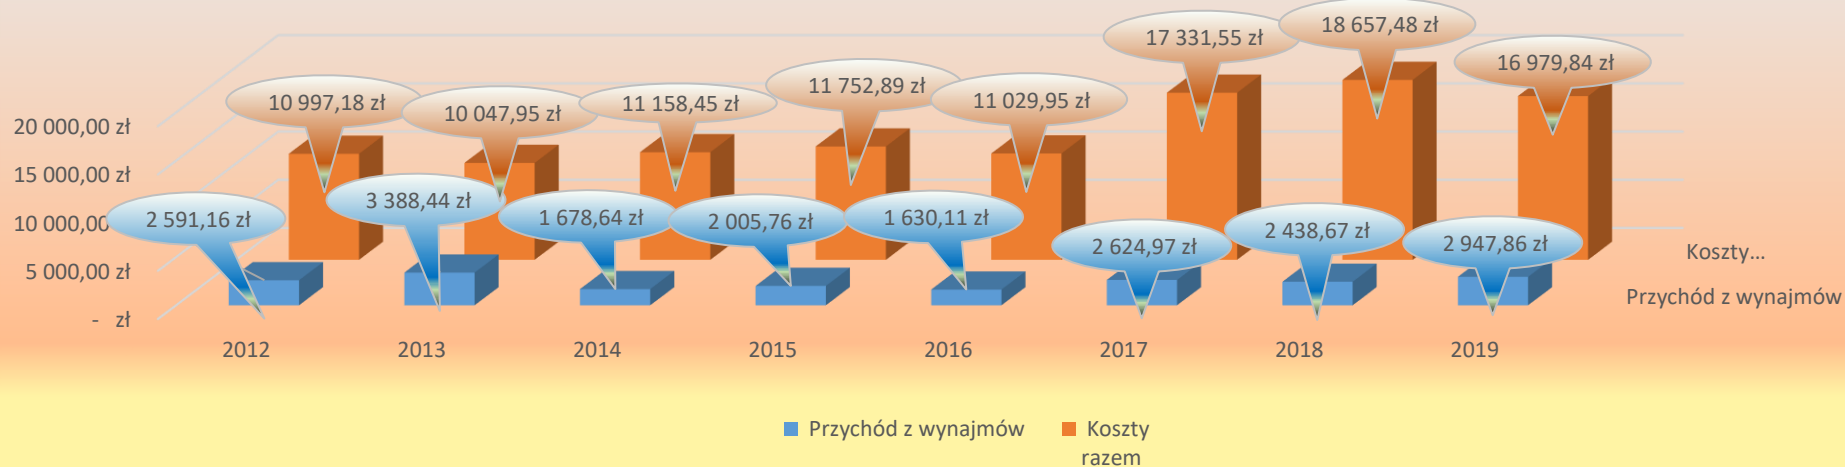 17 331,55 zł
18 657,48 zł
16 979,84 zł
10 997,18 zł
10 047,95 zł
11 158,45 zł
11 752,89 zł
11 029,95 zł
20 000,00 zł
15 000,00 zł
10 000,00
5 000,00 zł
- zł
2 591,16 zł
3 388,44 zł
1 678,64 zł
2 005,76 zł
1 630,11 zł
2 624,97 zł
2 438,67 zł
2 947,86 zł
Koszty...
Przychód z wynajmów
2012 2013 2014 2015 2016 2017 2018 2019
Przychód z wynajmów
Koszty
razem